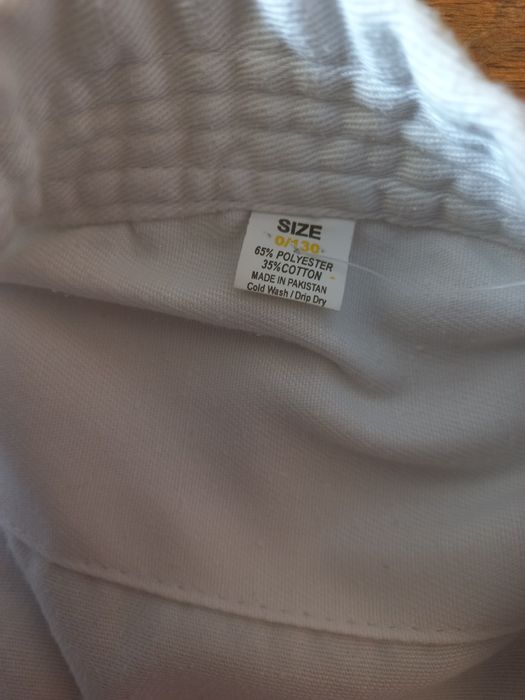 SIZE
0/130
65% POLYESTER
35%COTTON
MADE IN PAKISTAN
Cold Wash / Drip Dry